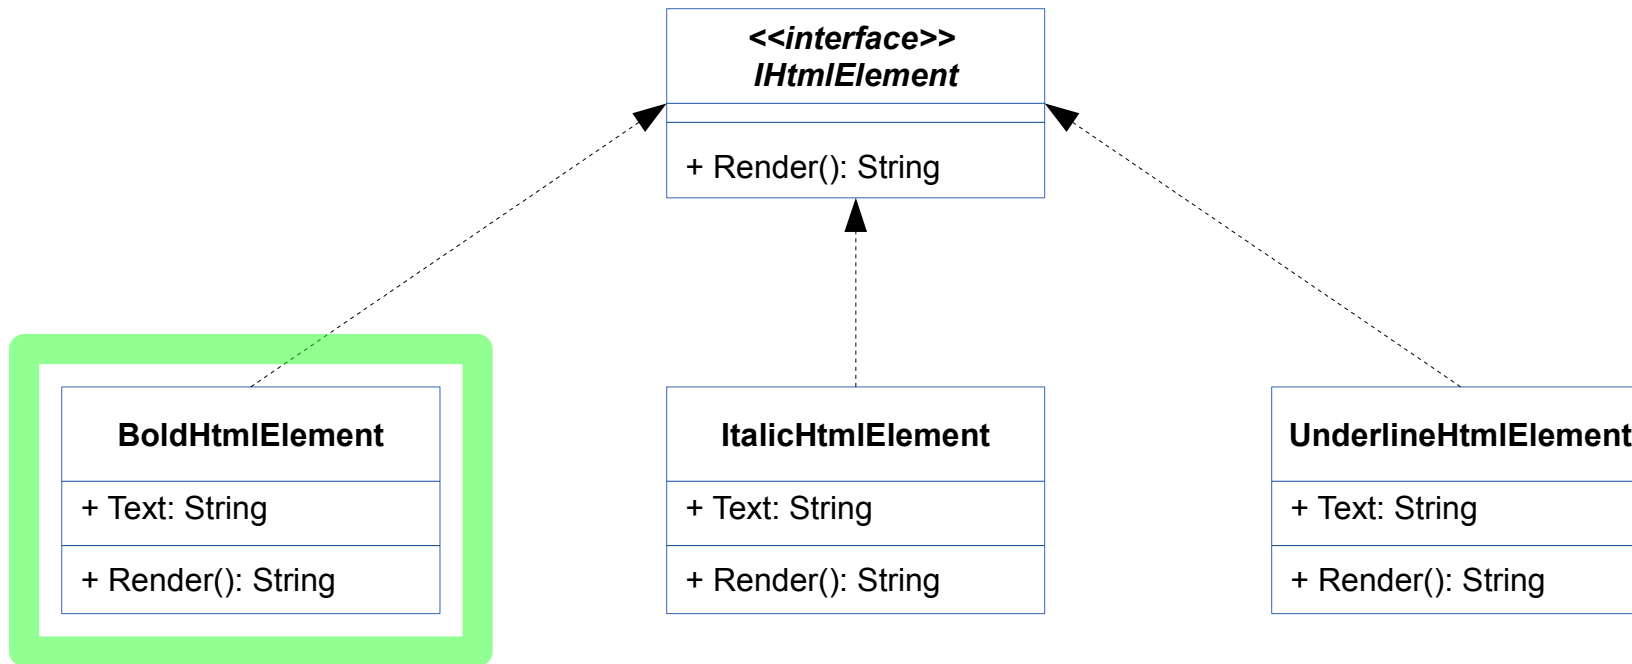 <<interface>>
IHtmlElement
+ Render(): String
BoldHtmlElement
+ Text: String
+ Render(): String
ItalicHtmlElement
+ Text: String
+ Render(): String
UnderlineHtmlElement
+ Text: String
+ Render(): String